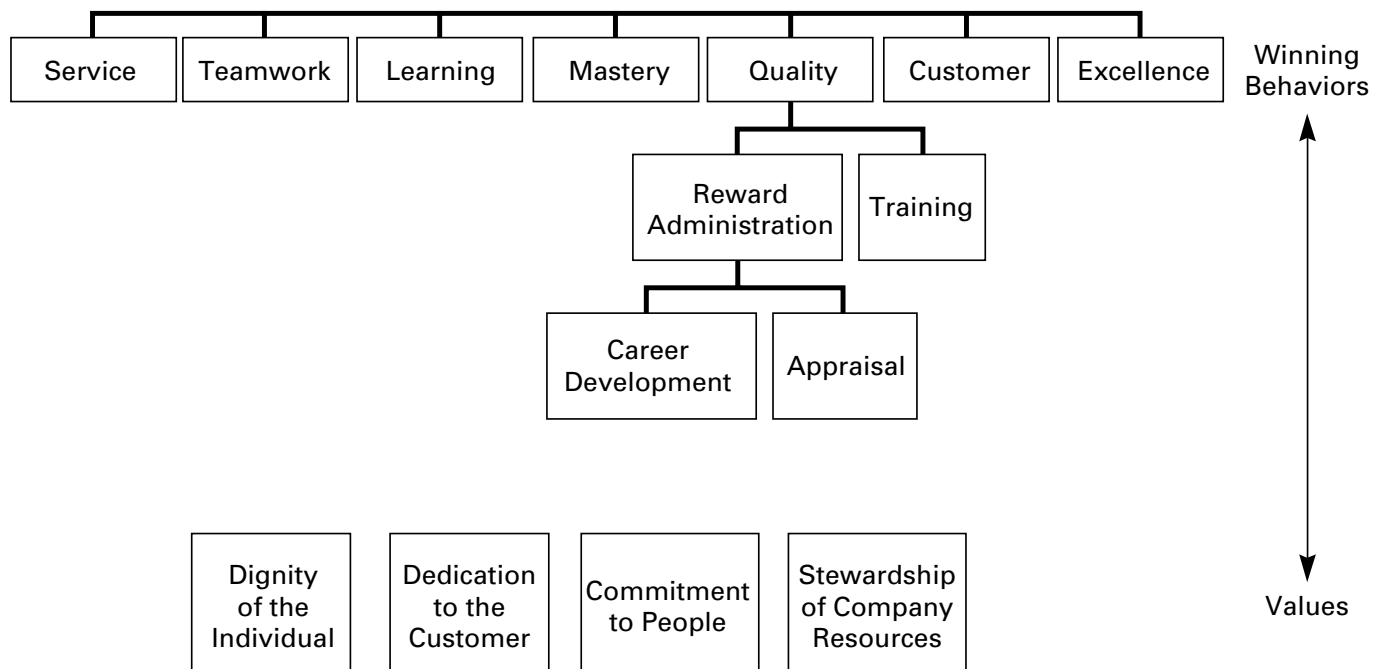 Service
Teamwork
Learning
Mastery
Quality
Customer
Excellence
Winning
Behaviors
Reward
Administration
Training
Career
Development
Appraisal
Dignity
of the
Individual
Dedication
to the
Customer
Commitment
to People
Stewardship
of Company
Resources
Values